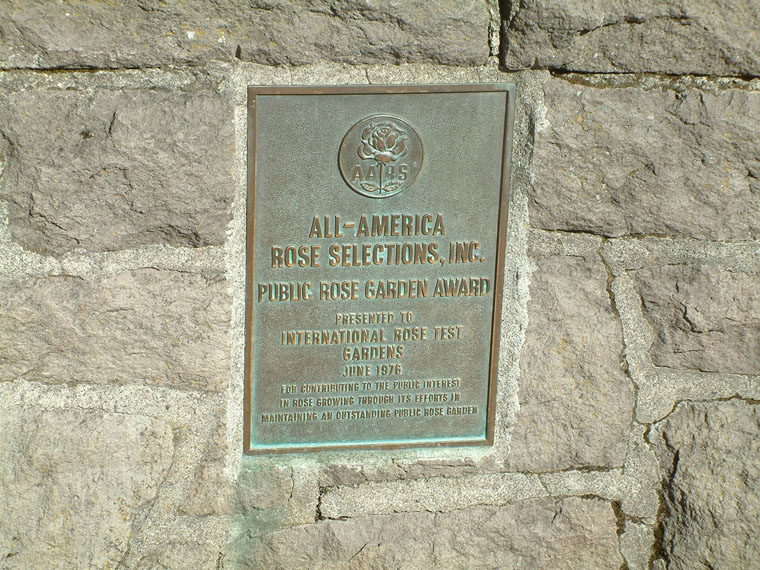 AARS
ALL-AMERICA
ROSE SELECTIONS, INC.
PUBLIC ROSE GARDEN AWARD
PRESENTED TO
INTERNATIONAL ROSE TEST
GARDENS
JUNE 1976
FOR CONTRIBUTING TO THE PUBLIC INTEREST
IN ROSE GROWING THROUGH ITS EFFORTS IN
MAINTAINING AN OUTSTANDING PUBLIC ROSE GARDEN